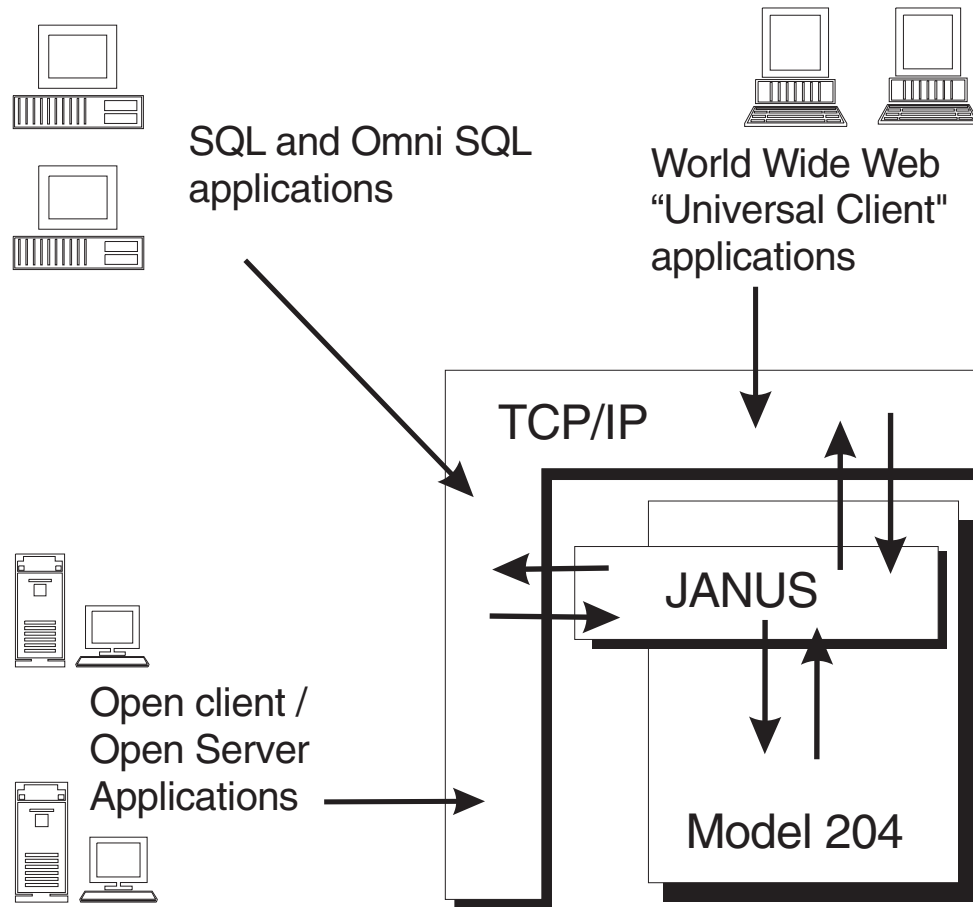 SQL and Omni SQL
applications
World Wide Web
“Universal Client"
applications
TCP/IP
JANUS
Open client /
Open Server
Applications
Model 204